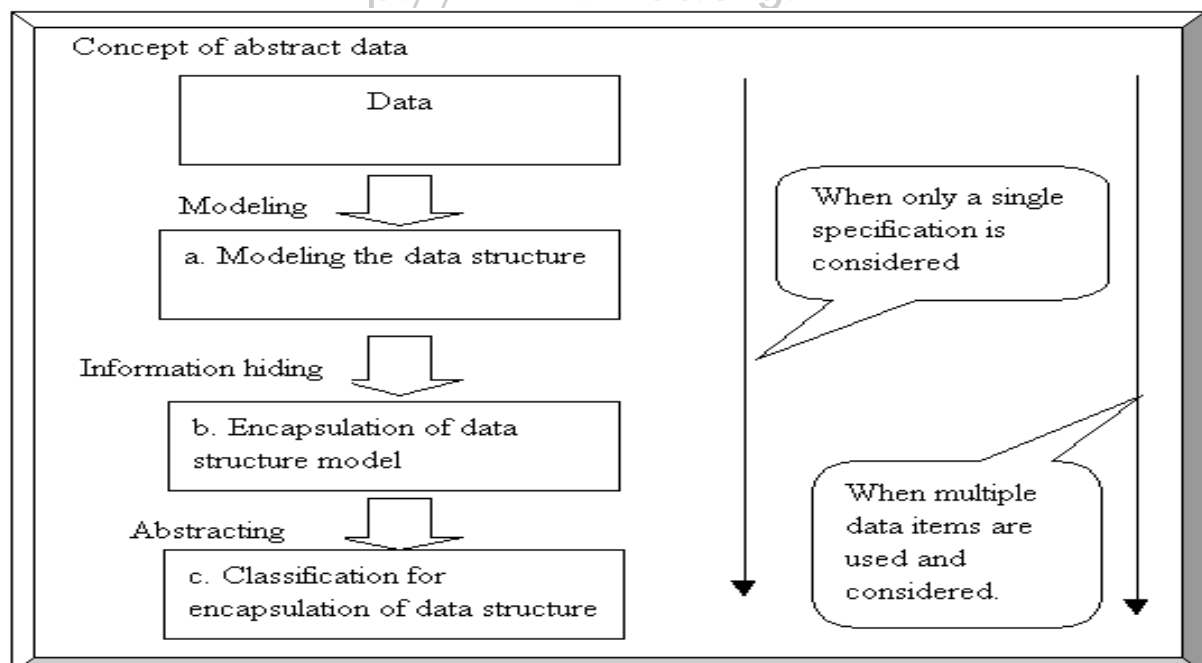 Concept of abstract data
Data
Modeling
a. Modeling the data structure
Information hiding
b. Encapsulation of data
structure model
Abstracting
c. Classification for
encapsulation of data structure
When only a single
specification is
considered
When multiple
data items are
used and
considered.